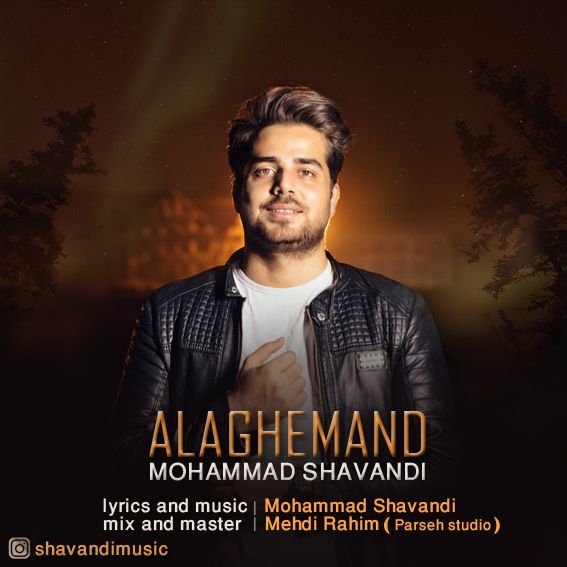 ALAGHEMAND
MOHAMMAD SHAVANDI
lyrics and music | Mohammad Shavandi
mix and master | Mehdi Rahim ( Parseh studio )
shavandimusic